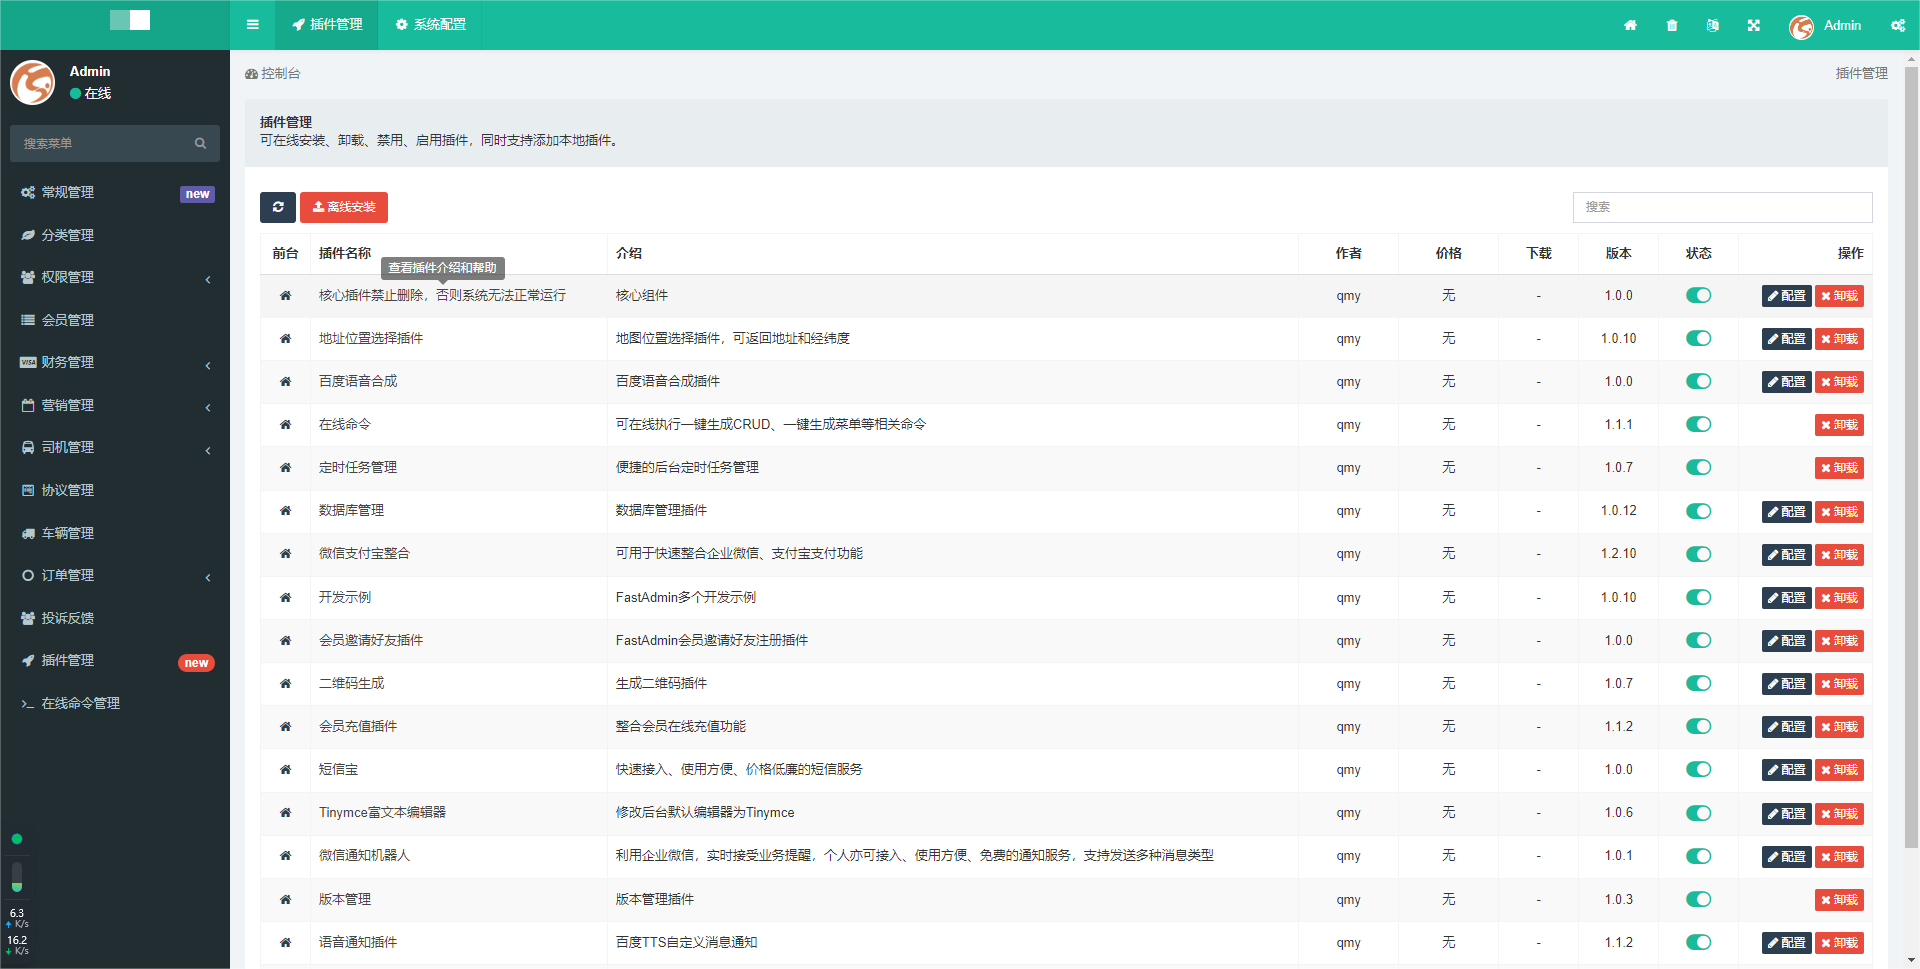 插件管理
系统配置
Admin
Admin
在线
搜索菜单
常规管理 new
分类管理
权限管理
会员管理
财务管理
营销管理
司机管理
协议管理
车辆管理
订单管理
投诉反馈
插件管理 new
在线命令管理
6.3
K/s
16.2
K/s
控制台
插件管理
插件管理
可在线安装、卸载、禁用、启用插件，同时支持添加本地插件。
离线安装
搜索
前台 插件名称 介绍 作者 价格 下载 版本 状态 操作
查看插件介绍和帮助
核心插件禁止删除，否则系统无法正常运行 核心组件 qmy 无 - 1.0.0 配置 卸载
地址位置选择插件 地图位置选择插件，可返回地址和经纬度 qmy 无 - 1.0.10 配置 卸载
百度语音合成 百度语音合成插件 qmy 无 - 1.0.0 配置 卸载
在线命令 可在线执行一键生成CRUD、一键生成菜单等相关命令 qmy 无 - 1.1.1 卸载
定时任务管理 便捷的后台定时任务管理 qmy 无 - 1.0.7 卸载
数据库管理 数据库管理插件 qmy 无 - 1.0.12 配置 卸载
微信支付宝整合 可用于快速整合企业微信、支付宝支付功能 qmy 无 - 1.2.10 配置 卸载
开发示例 FastAdmin多个开发示例 qmy 无 - 1.0.10 配置 卸载
会员邀请好友插件 FastAdmin会员邀请好友注册插件 qmy 无 - 1.0.0 配置 卸载
二维码生成 生成二维码插件 qmy 无 - 1.0.7 配置 卸载
会员充值插件 整合会员在线充值功能 qmy 无 - 1.1.2 配置 卸载
短信宝 快速接入、使用方便、价格低廉的短信服务 qmy 无 - 1.0.0 配置 卸载
Tinymce富文本编辑器 修改后台默认编辑器为Tinymce qmy 无 - 1.0.6 配置 卸载
微信通知机器人 利用企业微信，实时接受业务提醒，个人亦可接入、使用方便、免费的通知服务，支持发送多种消息类型 qmy 无 - 1.0.1 配置 卸载
版本管理 版本管理插件 qmy 无 - 1.0.3 卸载
语音通知插件 百度TTS自定义消息通知 qmy 无 - 1.1.2 配置 卸载